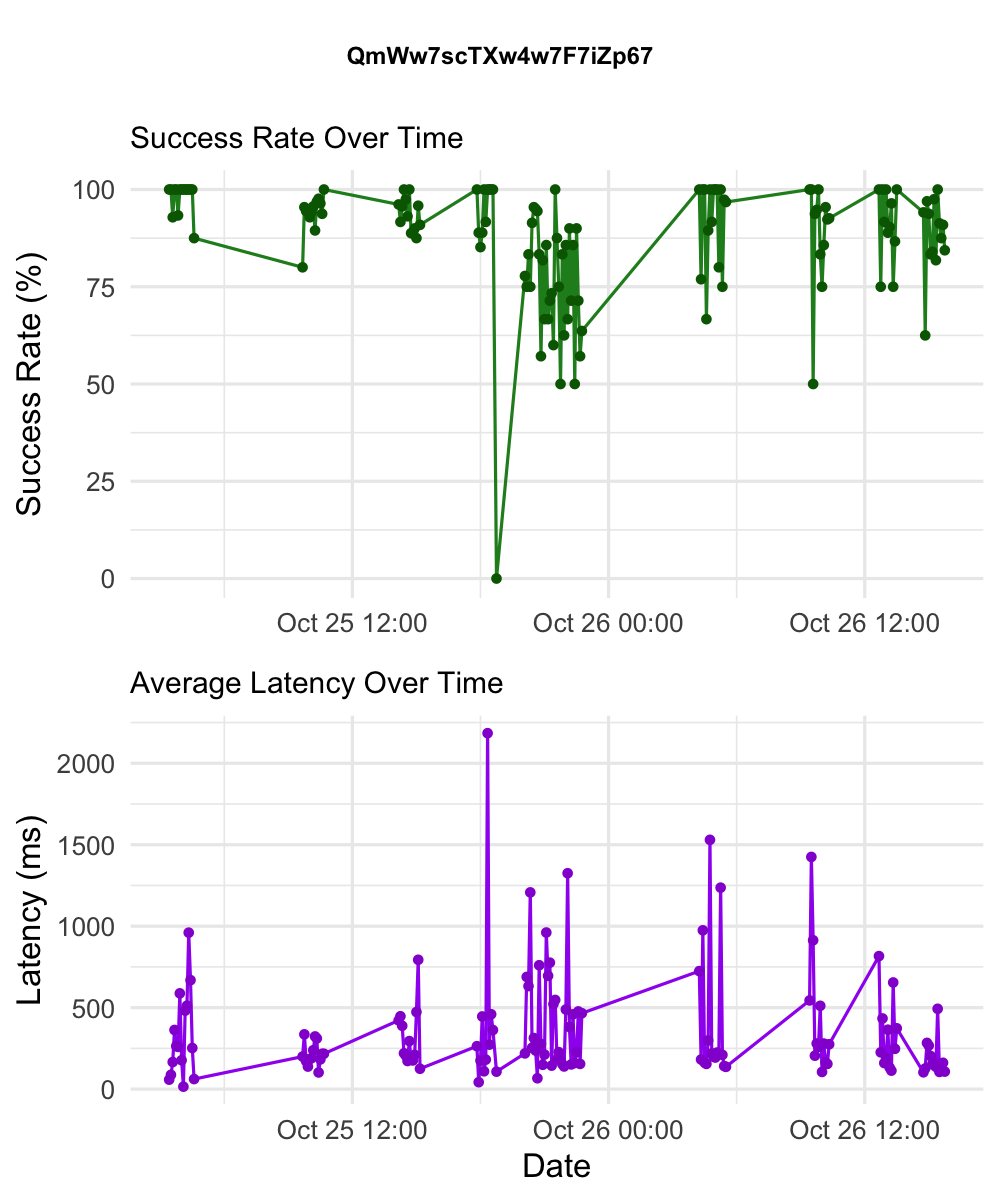 QmWw7scTXw4w7F7iZp67
Success Rate Over Time
Success Rate (%)
100
75
50
25
0
Oct 25 12:00 Oct 26 00:00 Oct 26 12:00
Average Latency Over Time
Latency (ms)
2000
1500
1000
500
0
Oct 25 12:00 Oct 26 00:00 Oct 26 12:00
Date